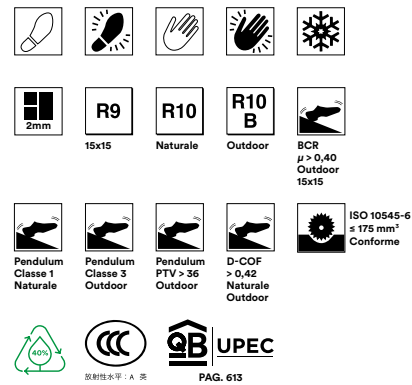 2mm
R9
R10
R10
B
15x15
Naturale
Outdoor
BCR
μ > 0,40
Outdoor
15x15
ISO 10545-6
≤ 175 mm³
Conforme
Pendulum
Classe 1
Naturale
Pendulum
Classe 3
Outdoor
Pendulum
PTV > 36
Outdoor
D-COF
> 0,42
Naturale
Outdoor
40%
CCC
放射性水平：A 类
QB UPEC
PAG. 613